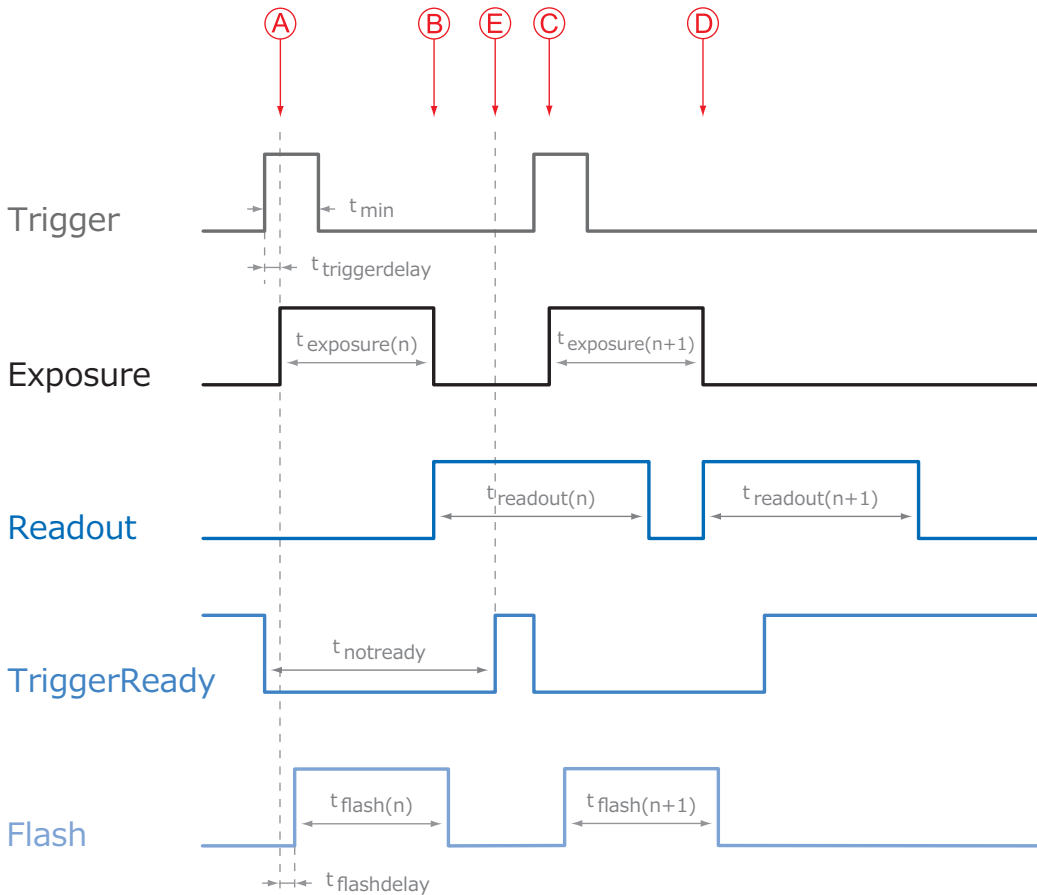 A B E C D
Trigger
t min
t triggerdelay
Exposure
t exposure(n)
t exposure(n+1)
Readout
t readout(n)
t readout(n+1)
TriggerReady
t notready
Flash
t flash(n)
t flash(n+1)
t flashdelay